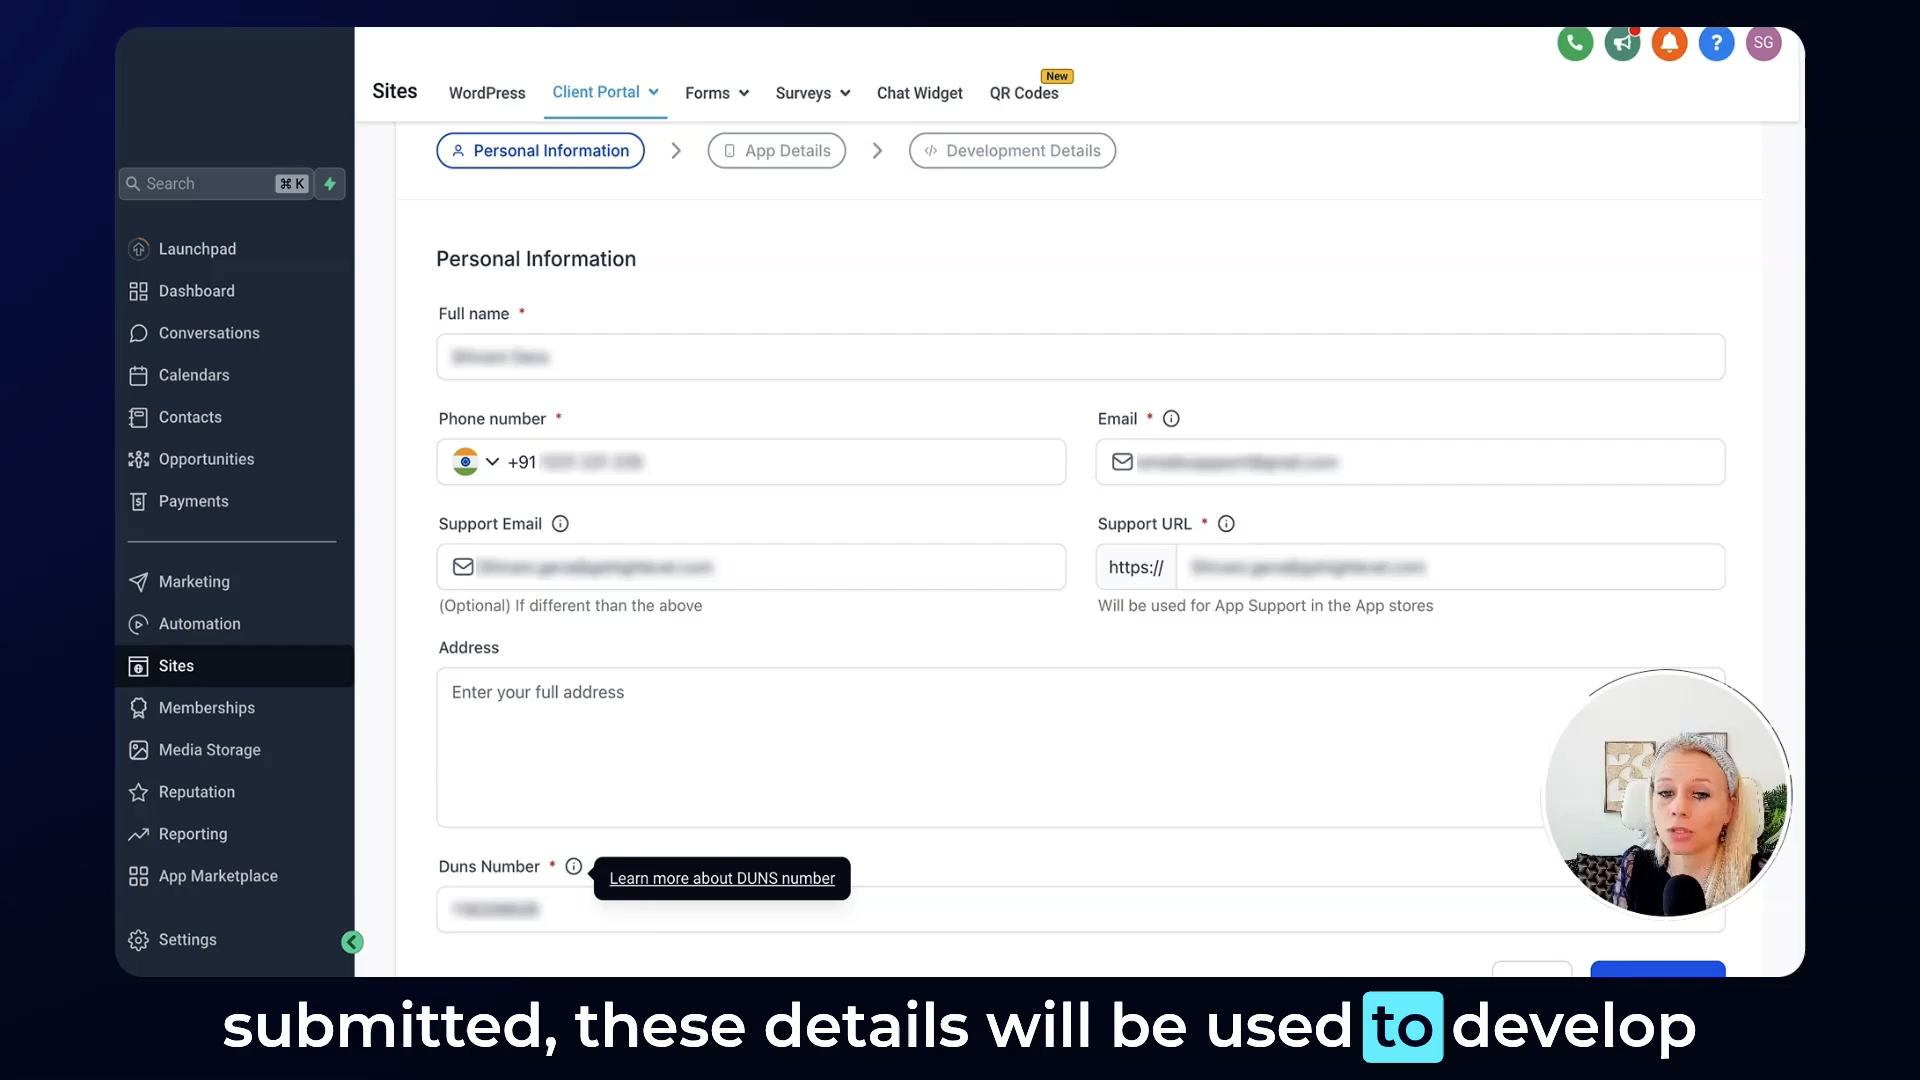 SG
New
Sites WordPress Client Portal Forms Surveys Chat Widget QR Codes
Personal Information App Details Development Details
Search ⌘ K
Launchpad
Dashboard
Conversations
Calendars
Contacts
Opportunities
Payments
Marketing
Automation
Sites
Memberships
Media Storage
Reputation
Reporting
App Marketplace
Settings
Personal Information
Full name *
Phone number *
+91
Email *
Support Email
(Optional) If different than the above
Support URL *
https://
Will be used for App Support in the App stores
Address
Enter your full address
Duns Number *
Learn more about DUNS number
submitted, these details will be used to develop